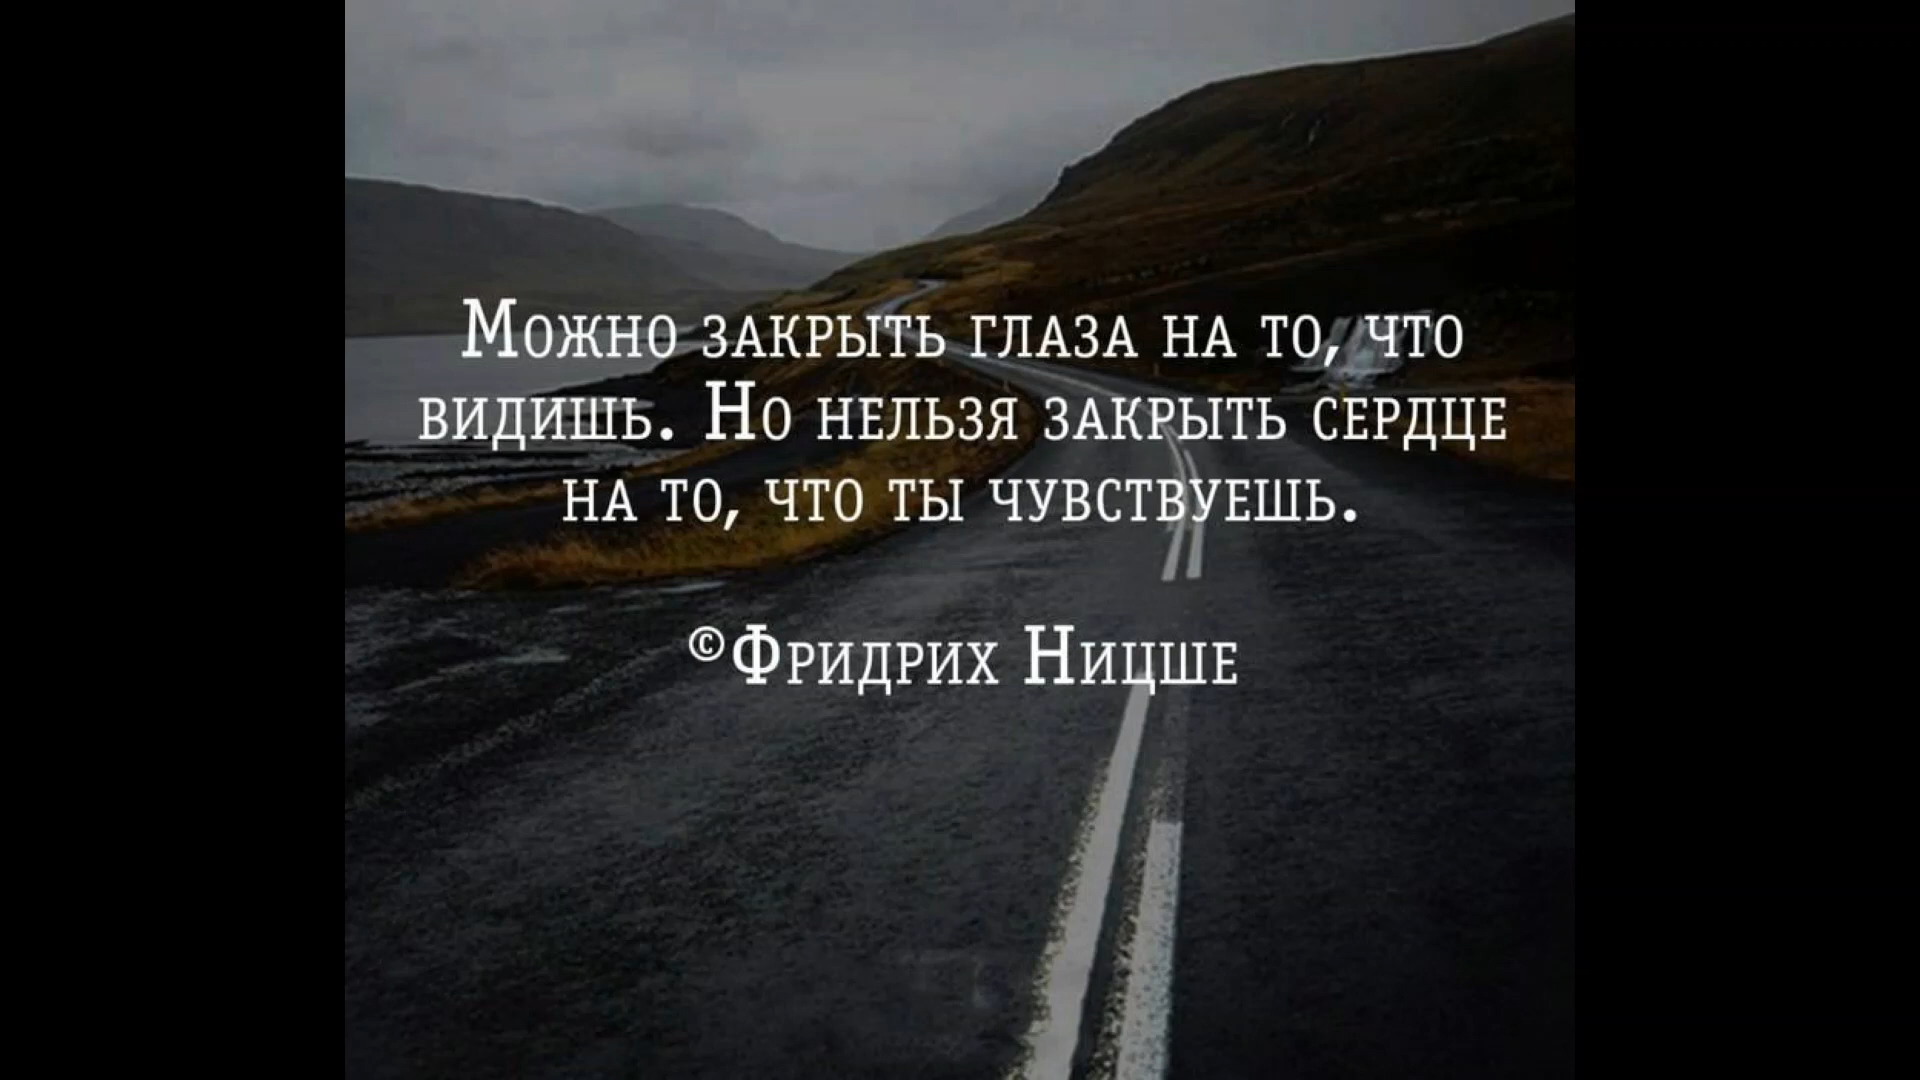 Можно закрыть глаза на то, что
видишь. Но нельзя закрыть сердце
на то, что ты чувствуешь.
©Фридрих Ницше